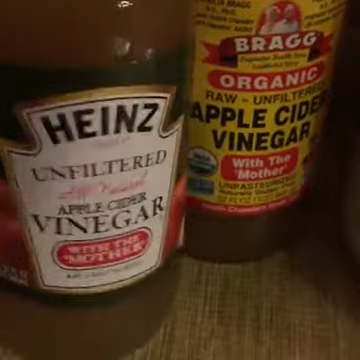 HEINZ
UNFILTERED
All Natural
APPLE CIDER
VINEGAR
WITH THE
"MOTHER"
BRAGG
ORGANIC
RAW - UNFILTERED
APPLE CIDER
VINEGAR
With The
'Mother'
UNPASTEURIZED